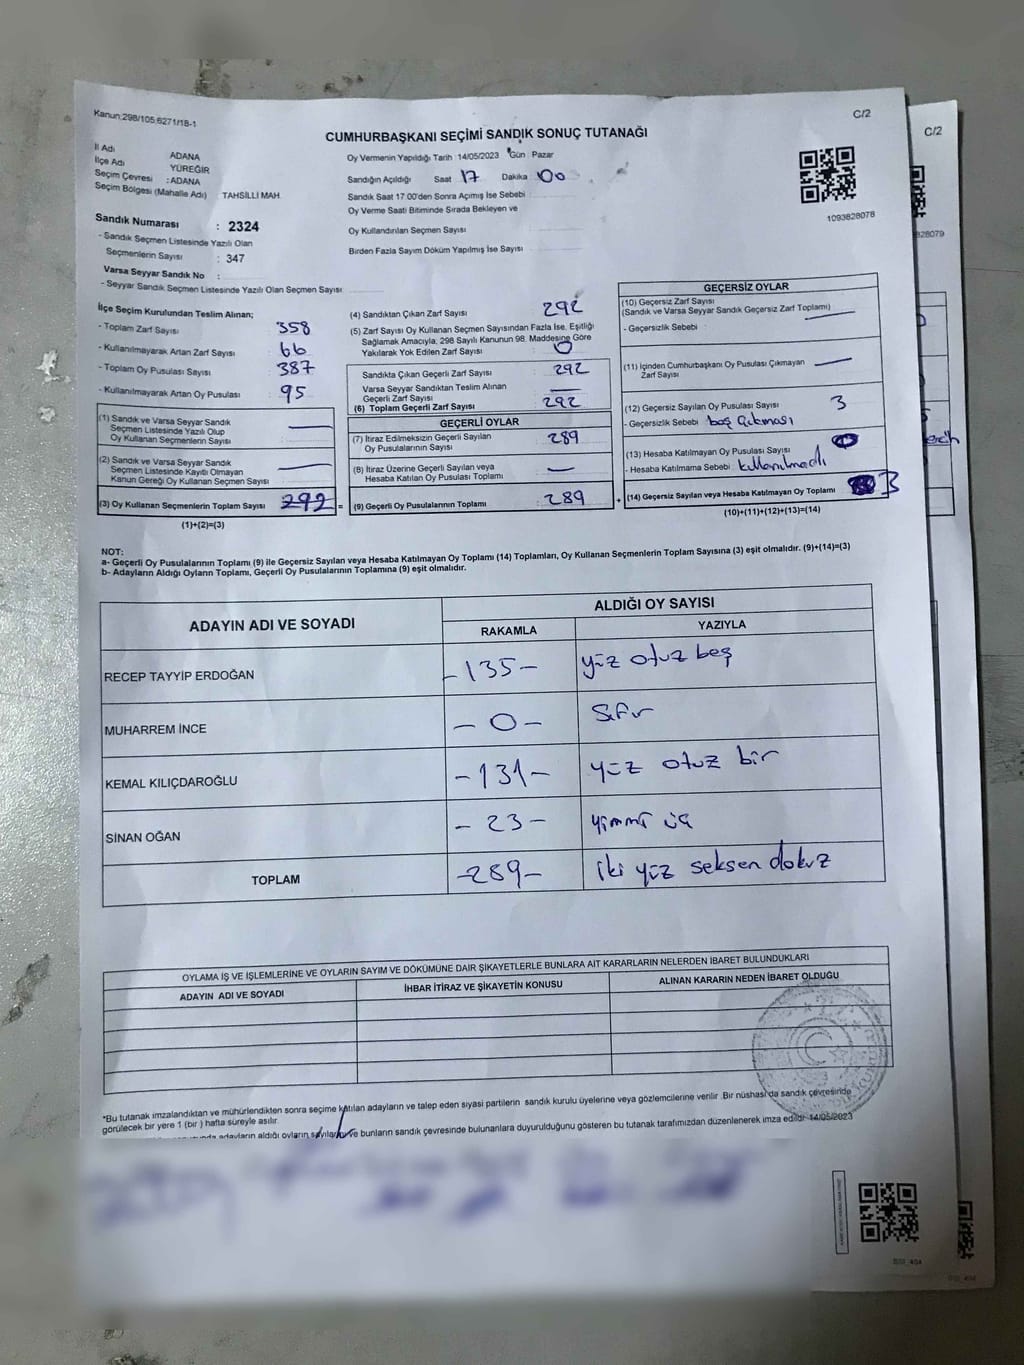 Kanun:298/105,6271/18-1
C/2
CUMHURBAŞKANI SEÇİMİ SANDIK SONUÇ TUTANAĞI
İl Adı ADANA
İlçe Adı YÜREĞİR
Seçim Çevresi : ADANA
Seçim Bölgesi (Mahalle Adı) : TAHSİLLİ MAH.
Sandık Numarası : 2324
- Sandık Seçmen Listesinde Yazılı Olan
Seçmenlerin Sayısı : 347
Varsa Seyyar Sandık No :
- Seyyar Sandık Seçmen Listesinde Yazılı Olan Seçmen Sayısı:
Oy Vermenin Yapıldığı Tarih 14/05/2023 Gün Pazar
Sandığın Açıldığı Saat 17 Dakika 00
Sandık Saat 17.00'den Sonra Açımış İse Sebebi :
Oy Verme Saati Bitiminde Sırada Bekleyen ve
Oy Kullandırılan Seçmen Sayısı
Birden Fazla Sayım Döküm Yapılmış İse Sayısı
1093828078
C/2
328079
İlçe Seçim Kurulundan Teslim Alınan;
- Toplam Zarf Sayısı : 358
- Kullanılmayarak Artan Zarf Sayısı : 66
- Toplam Oy Pusulası Sayısı : 387
- Kullanılmayarak Artan Oy Pusulası : 95
(1) Sandık ve Varsa Seyyar Sandık
Seçmen Listesinde Yazılı Olup
Oy Kullanan Seçmenlerin Sayısı :
(2) Sandık ve Varsa Seyyar Sandık
Seçmen Listesinde Kayıtlı Olmayan
Kanun Gereği Oy Kullanan Seçmen Sayısı :
(3) Oy Kullanan Seçmenlerin Toplam Sayısı 292 =
(1)+(2)=(3)
(4) Sandıktan Çıkan Zarf Sayısı : 292
(5) Zarf Sayısı Oy Kullanan Seçmen Sayısından Fazla İse, Eşitliği
Sağlamak Amacıyla, 298 Sayılı Kanunun 98. Maddesine Göre
Yakılarak Yok Edilen Zarf Sayısı : 0
Sandıkta Çıkan Geçerli Zarf Sayısı : 292
Varsa Seyyar Sandıktan Teslim Alınan
Geçerli Zarf Sayısı
(6) Toplam Geçerli Zarf Sayısı : 292
GEÇERLİ OYLAR
(7) İtiraz Edilmeksizin Geçerli Sayılan
Oy Pusulalarının Sayısı : 289
(8) İtiraz Üzerine Geçerli Sayılan veya
Hesaba Katılan Oy Pusulası Toplamı
(9) Geçerli Oy Pusulalarının Toplamı : 289 +
GEÇERSİZ OYLAR
(10) Geçersiz Zarf Sayısı
(Sandık ve Varsa Seyyar Sandık Geçersiz Zarf Toplamı)
- Geçersizlik Sebebi :
(11) İçinden Cumhurbaşkanı Oy Pusulası Çıkmayan
Zarf Sayısı
(12) Geçersiz Sayılan Oy Pusulası Sayısı : 3
- Geçersizlik Sebebi boş çıkması
(13) Hesaba Katılmayan Oy Pusulası Sayısı :
- Hesaba Katılmama Sebebi : kullanılmadı
(14) Geçersiz Sayılan veya Hesaba Katılmayan Oy Toplamı 3
(10)+(11)+(12)+(13)=(14)
NOT:
a- Geçerli Oy Pusulalarının Toplamı (9) ile Geçersiz Sayılan veya Hesaba Katılmayan Oy Toplamı (14) Toplamları, Oy Kullanan Seçmenlerin Toplam Sayısına (3) eşit olmalıdır. (9)+(14)=(3)
b- Adayların Aldığı Oyların Toplamı, Geçerli Oy Pusulalarının Toplamına (9) eşit olmalıdır.
ADAYIN ADI VE SOYADI
ALDIĞI OY SAYISI
RAKAMLA YAZIYLA
RECEP TAYYİP ERDOĞAN -135- yüz otuz beş
MUHARREM İNCE -0- Sıfır
KEMAL KILIÇDAROĞLU -131- yüz otuz bir
SİNAN OĞAN -23- yirmi üç
TOPLAM -289- iki yüz seksen dokuz
OYLAMA İŞ VE İŞLEMLERİNE VE OYLARIN SAYIM VE DÖKÜMÜNE DAİR ŞİKAYETLERLE BUNLARA AİT KARARLARIN NELERDEN İBARET BULUNDUKLARI
ADAYIN ADI VE SOYADI İHBAR İTİRAZ VE ŞİKAYETİN KONUSU ALINAN KARARIN NEDEN İBARET OLDUĞU
*Bu tutanak imzalandıktan ve mühürlendikten sonra seçime katılan adayların ve talep eden siyasi partilerin sandık kurulu üyelerine veya gözlemcilerine verilir .Bir nüshası da sandık çevresinde
görülecek bir yere 1 (bir ) hafta süreyle asılır.
adayların aldığı oyların sayıları ve bunların sandık çevresinde bulunanlara duyurulduğunu gösteren bu tutanak tarafımızdan düzenlenerek imza edildi. 14/05/2023